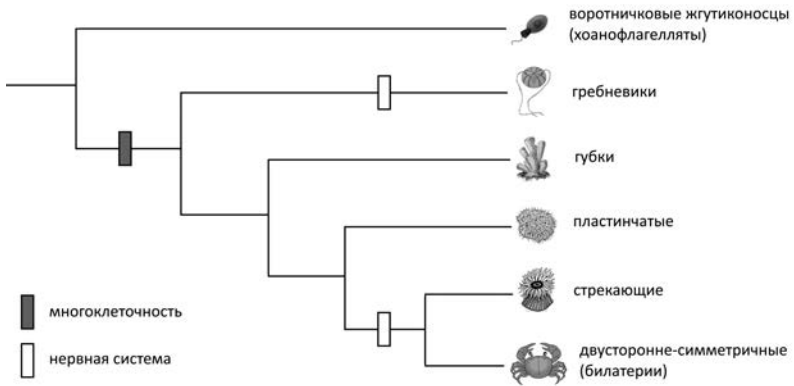 воротничковые жгутиконосцы
(хоанофлагелляты)
гребневики
губки
пластинчатые
стрекающие
двусторонне-симметричные
(билатерии)
многоклеточность
нервная система